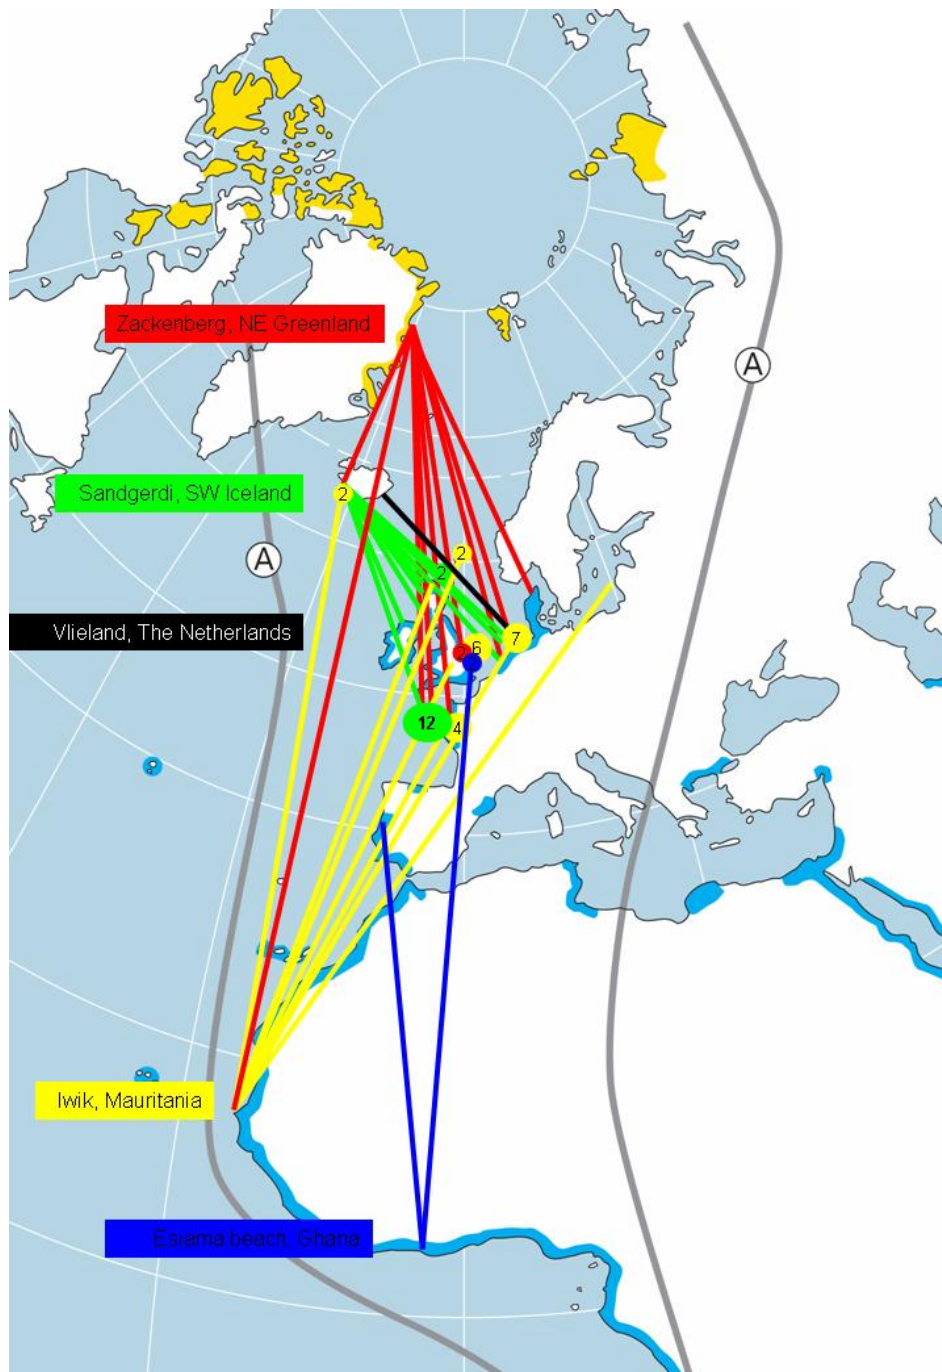 Zackenberg, NE Greenland
A
Sandgerdi, SW Iceland
2
A
2
2
Vlieland, The Netherlands
7
6
2
12
4
Iwik, Mauritania
Esiama beach, Ghana